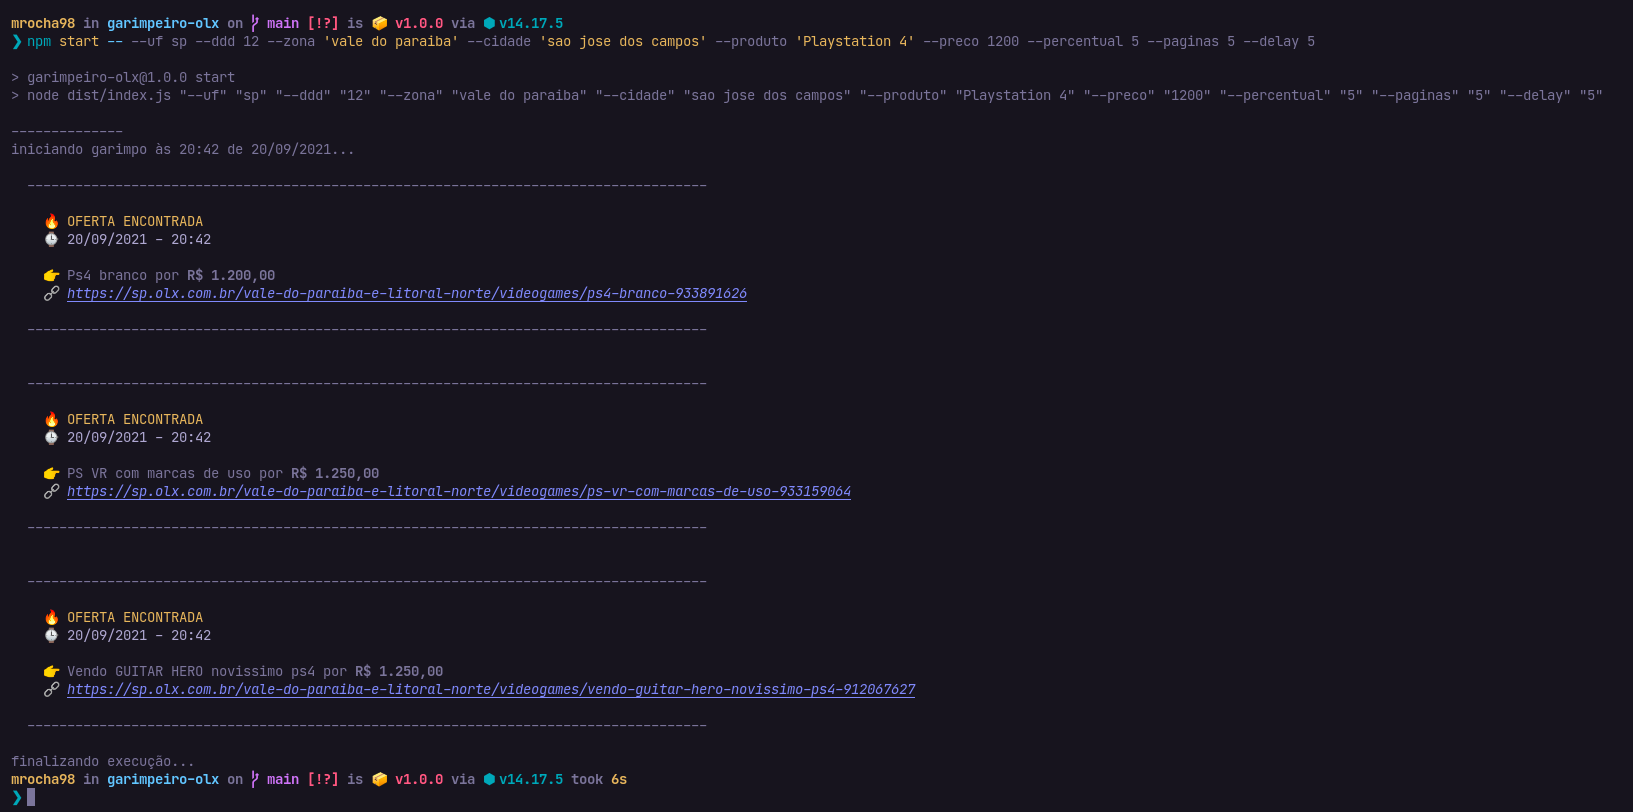 mrocha98 in garimpeiro-olx on main [!?] is 📦 v1.0.0 via ⬢ v14.17.5
❯ npm start -- --uf sp --ddd 12 --zona 'vale do paraiba' --cidade 'sao jose dos campos' --produto 'Playstation 4' --preco 1200 --percentual 5 --paginas 5 --delay 5
> garimpeiro-olx@1.0.0 start
> node dist/index.js "--uf" "sp" "--ddd" "12" "--zona" "vale do paraiba" "--cidade" "sao jose dos campos" "--produto" "Playstation 4" "--preco" "1200" "--percentual" "5" "--paginas" "5" "--delay" "5"
--------------
iniciando garimpo às 20:42 de 20/09/2021...
-------------------------------------------------------------------------------------
🔥 OFERTA ENCONTRADA
⌚ 20/09/2021 - 20:42
👉 Ps4 branco por R$ 1.200,00
🔗 https://sp.olx.com.br/vale-do-paraiba-e-litoral-norte/videogames/ps4-branco-933891626
-------------------------------------------------------------------------------------
-------------------------------------------------------------------------------------
🔥 OFERTA ENCONTRADA
⌚ 20/09/2021 - 20:42
👉 PS VR com marcas de uso por R$ 1.250,00
🔗 https://sp.olx.com.br/vale-do-paraiba-e-litoral-norte/videogames/ps-vr-com-marcas-de-uso-933159064
-------------------------------------------------------------------------------------
-------------------------------------------------------------------------------------
🔥 OFERTA ENCONTRADA
⌚ 20/09/2021 - 20:42
👉 Vendo GUITAR HERO novissimo ps4 por R$ 1.250,00
🔗 https://sp.olx.com.br/vale-do-paraiba-e-litoral-norte/videogames/vendo-guitar-hero-novissimo-ps4-912067627
-------------------------------------------------------------------------------------
finalizando execução...
mrocha98 in garimpeiro-olx on main [!?] is 📦 v1.0.0 via ⬢ v14.17.5 took 6s
❯